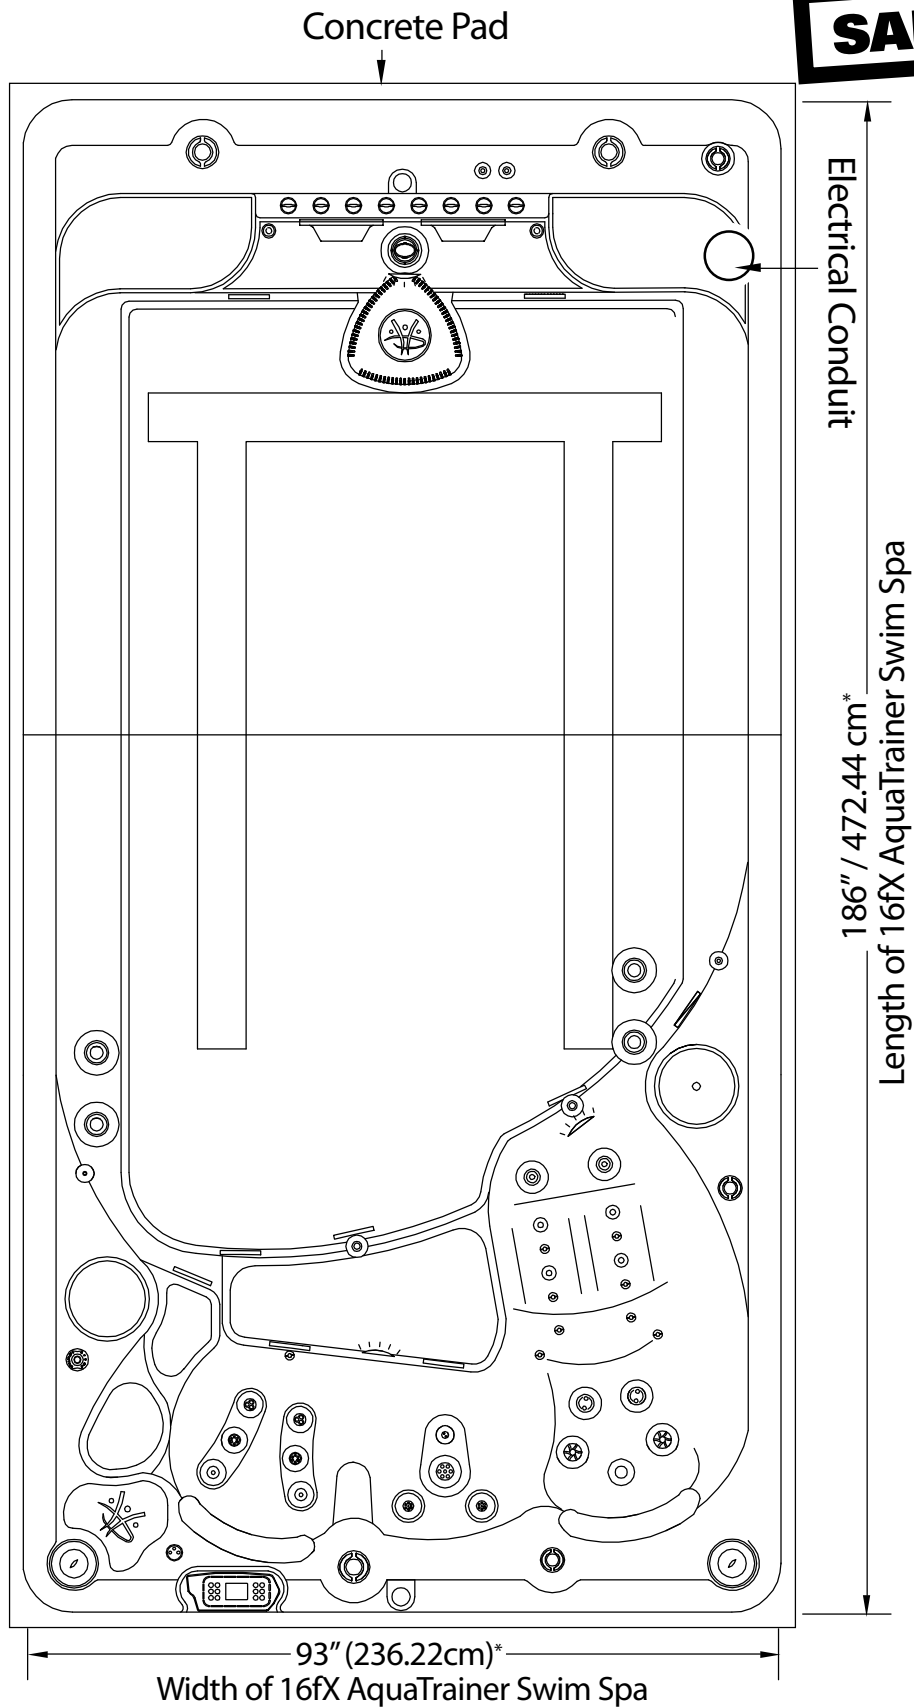 Concrete Pad
Electrical Conduit
186" / 472.44 cm*
Length of 16fX AquaTrainer Swim Spa
93" (236.22cm)*
Width of 16fX AquaTrainer Swim Spa